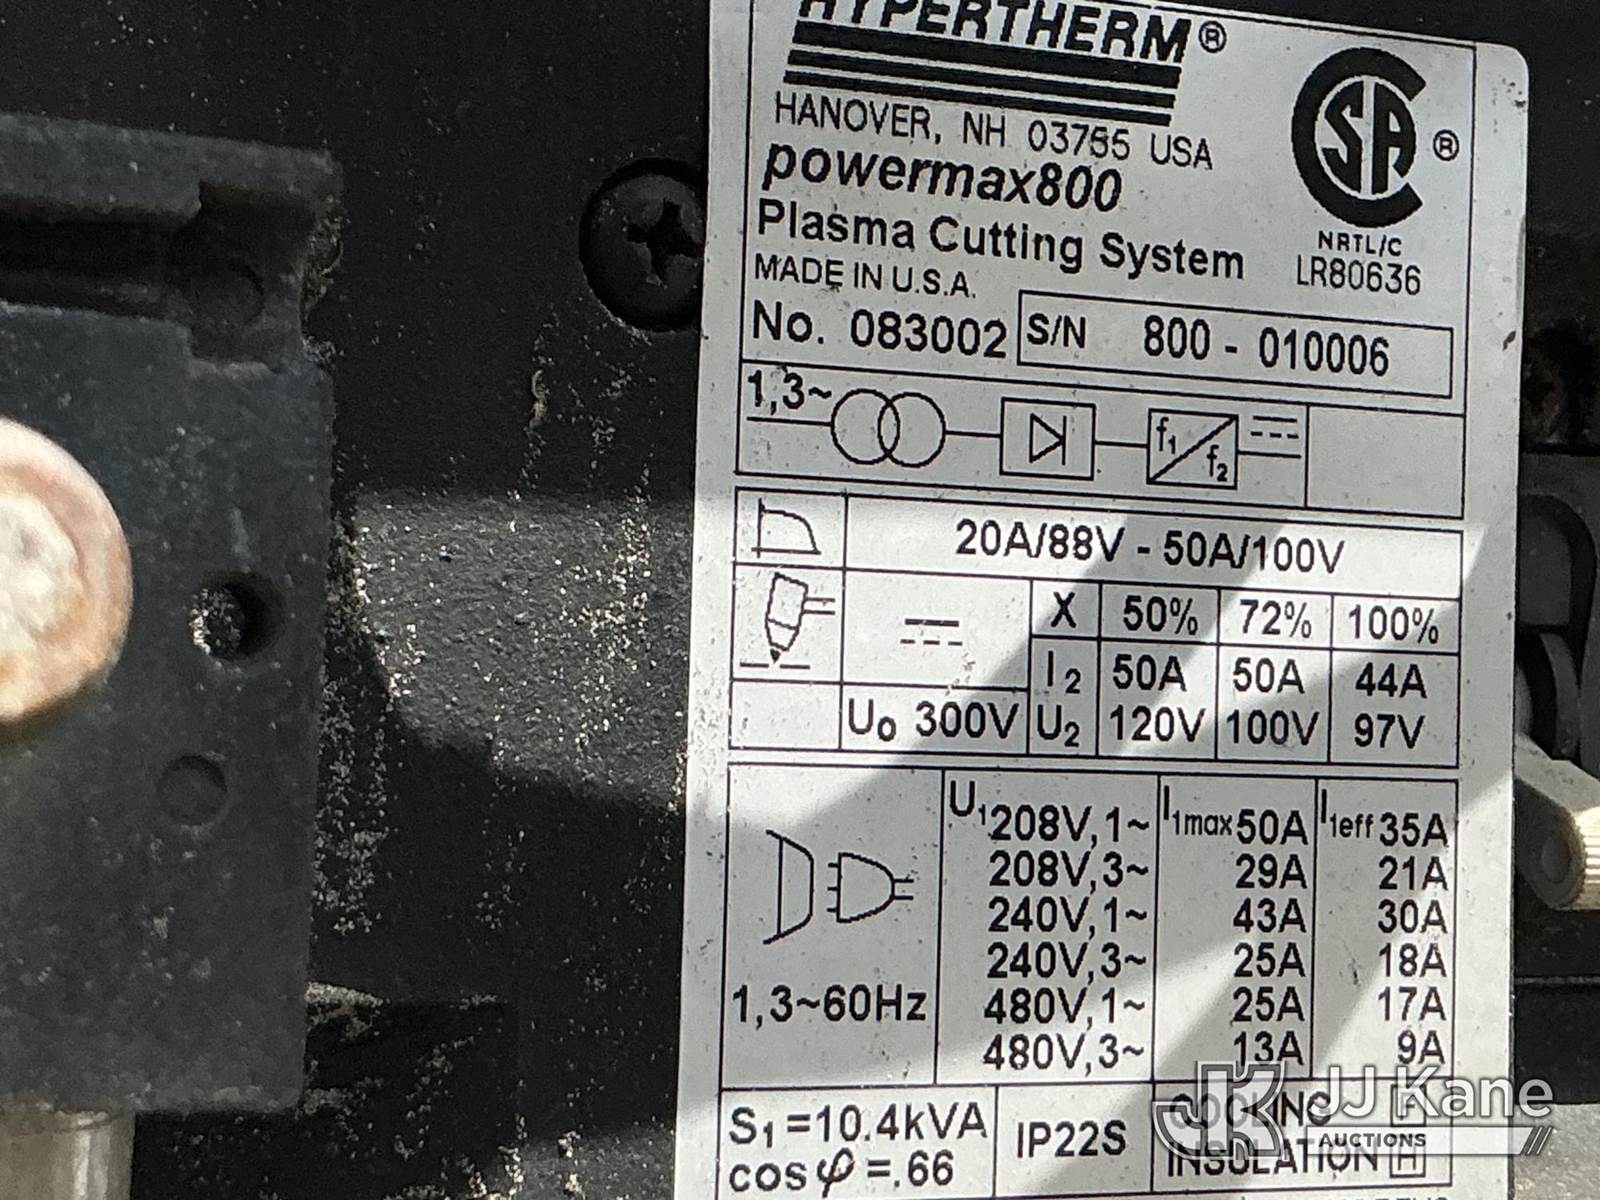 HYPERTHERM®
HANOVER, NH 03755 USA
powermax800
Plasma Cutting System
MADE IN U.S.A.
No. 083002
S/N 800 - 010006
CSA ®
NRTL/C
LR80636
1,3~
f1
f2
20A/88V - 50A/100V
X 50% 72% 100%
I2 50A 50A 44A
U0 300V U2 120V 100V 97V
U1 208V,1~ I1max 50A I1eff 35A
208V,3~ 29A 21A
240V,1~ 43A 30A
240V,3~ 25A 18A
1,3~60Hz 480V,1~ 25A 17A
480V,3~ 13A 9A
S1=10.4kVA
cosφ=.66
IP22S
INSULATION H
JK JJ Kane
AUCTIONS